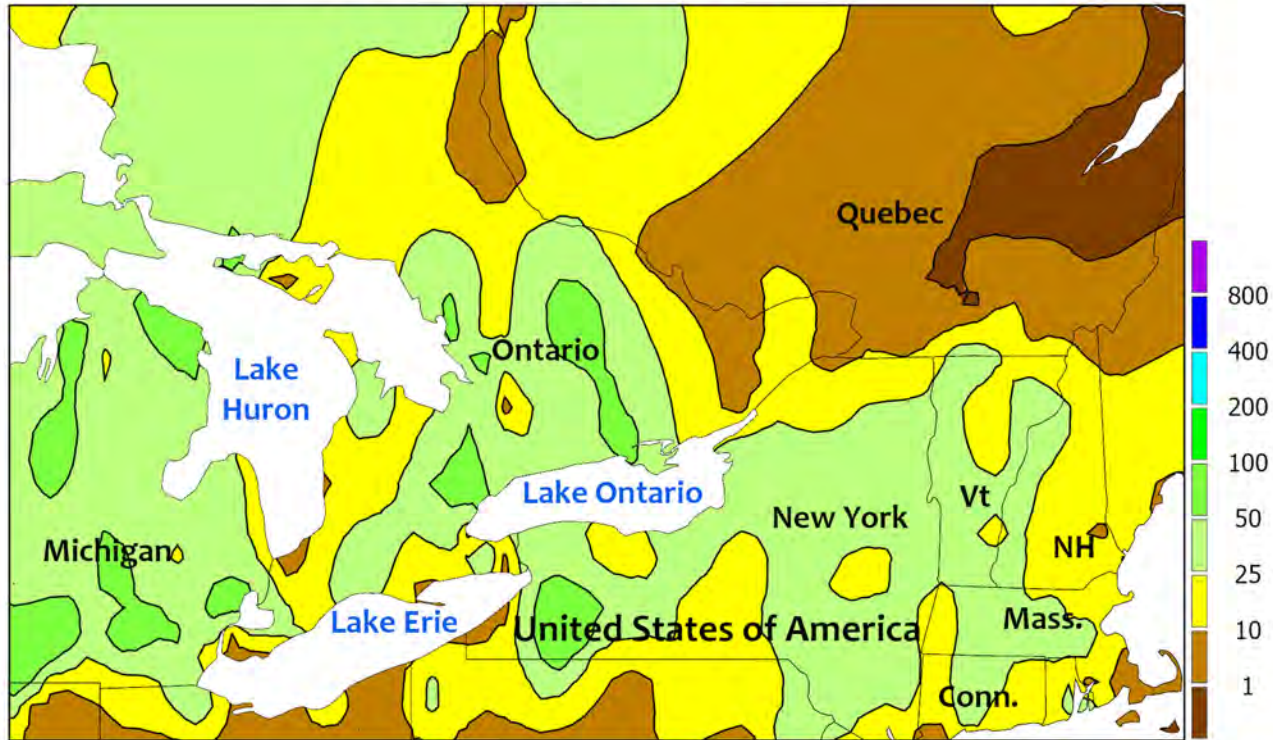 Quebec
Ontario
Lake
Huron
Lake Ontario
New York
Vt
NH
Michigan
Mass.
Lake Erie
United States of America
Conn.
800
400
200
100
50
25
10
1